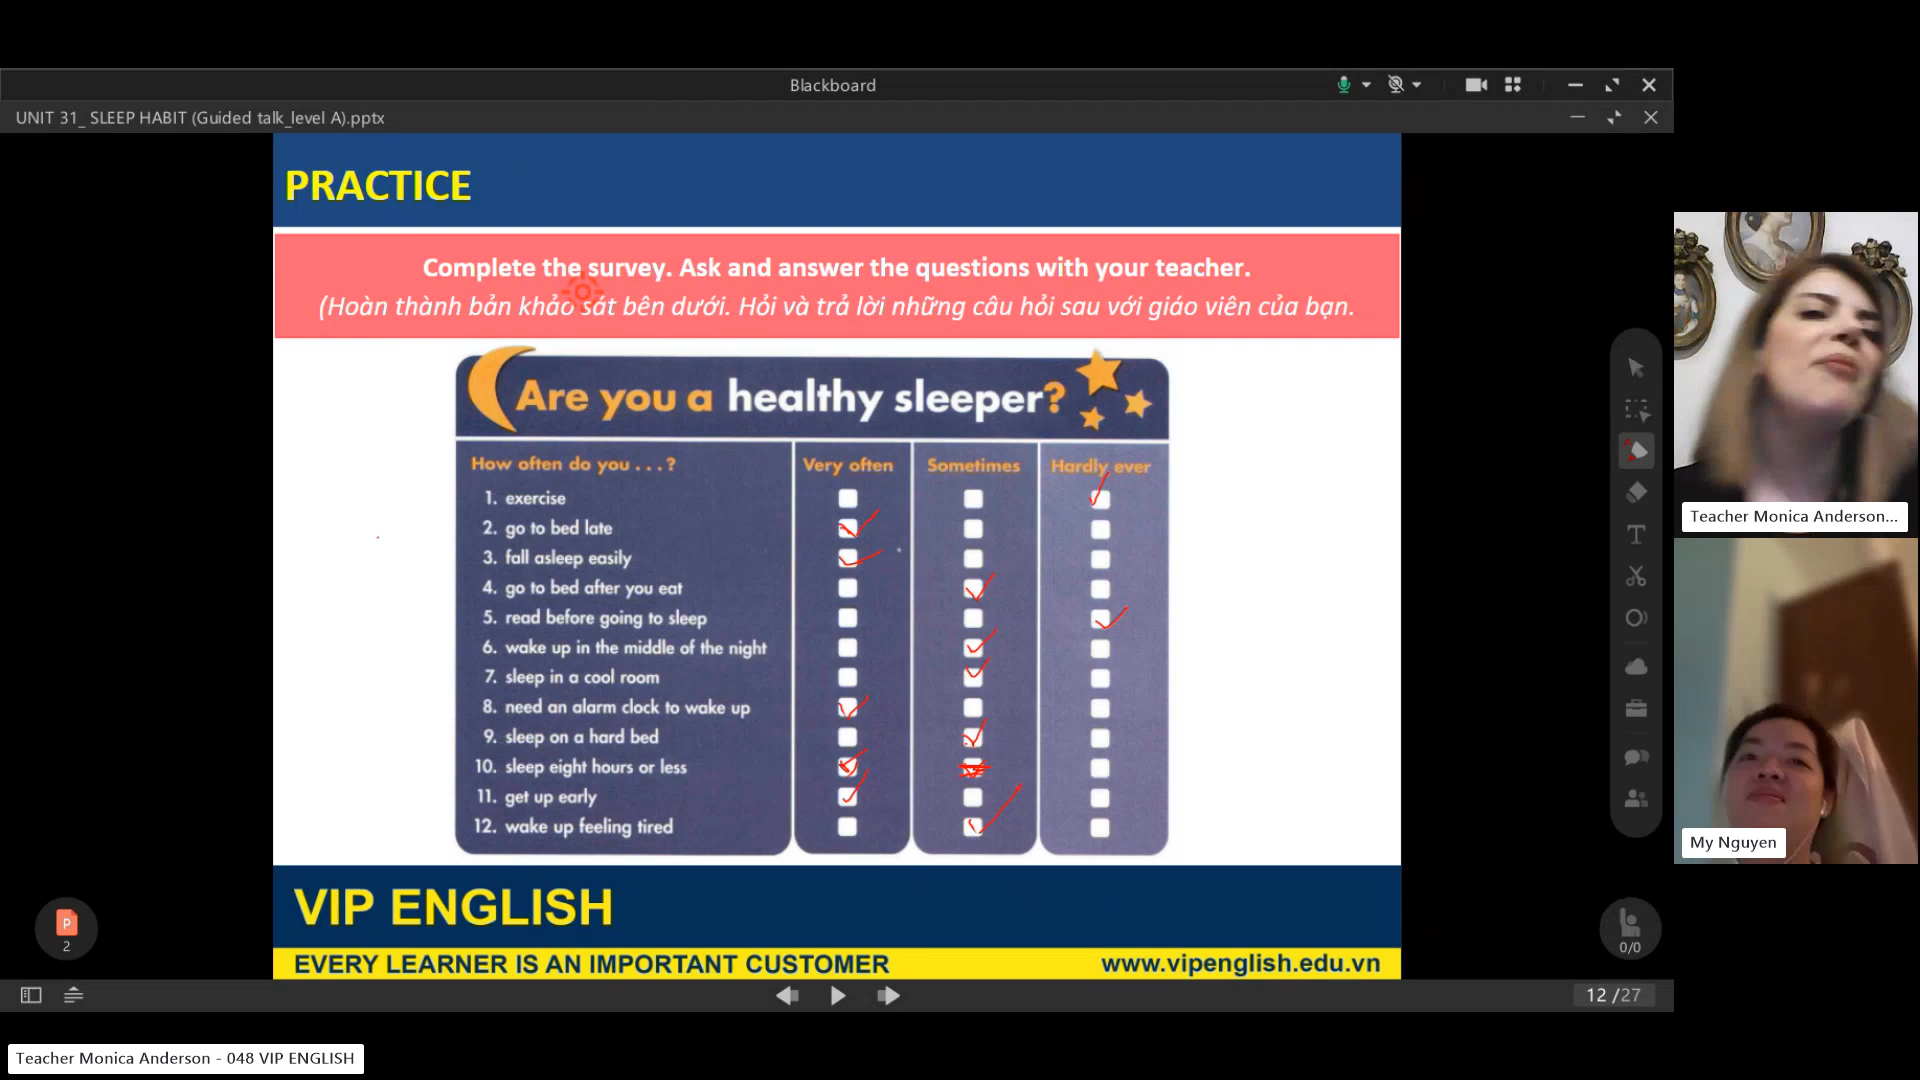 Blackboard
UNIT 31_ SLEEP HABIT (Guided talk_level A).pptx
PRACTICE
Complete the survey. Ask and answer the questions with your teacher.
(Hoàn thành bản khảo sát bên dưới. Hỏi và trả lời những câu hỏi sau với giáo viên của bạn.
Are you a healthy sleeper?
How often do you . . . ? Very often Sometimes Hardly ever
1. exercise
2. go to bed late
3. fall asleep easily
4. go to bed after you eat
5. read before going to sleep
6. wake up in the middle of the night
7. sleep in a cool room
8. need an alarm clock to wake up
9. sleep on a hard bed
10. sleep eight hours or less
11. get up early
12. wake up feeling tired
VIP ENGLISH
EVERY LEARNER IS AN IMPORTANT CUSTOMER www.vipenglish.edu.vn
P
2
0/0
12 /27
Teacher Monica Anderson...
My Nguyen
Teacher Monica Anderson - 048 VIP ENGLISH